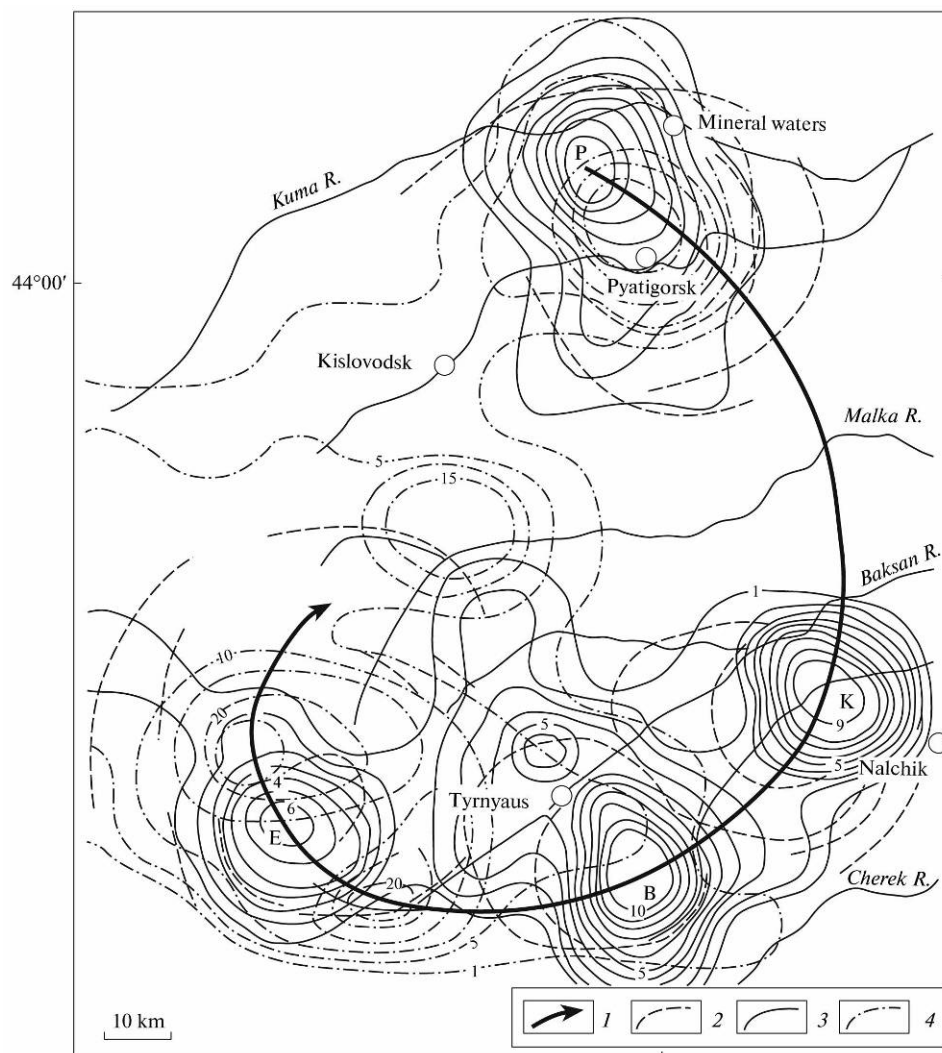 Mineral waters
P
Kuma R.
44°00′
Pyatigorsk
Kislovodsk
Malka R.
5
15
Baksan R.
1
10
K
20
9
5
5
Nalchik
4
Tyrnyaus
6
E
20
B
Cherek R.
10
5
5
1
10 km
1
2
3
4